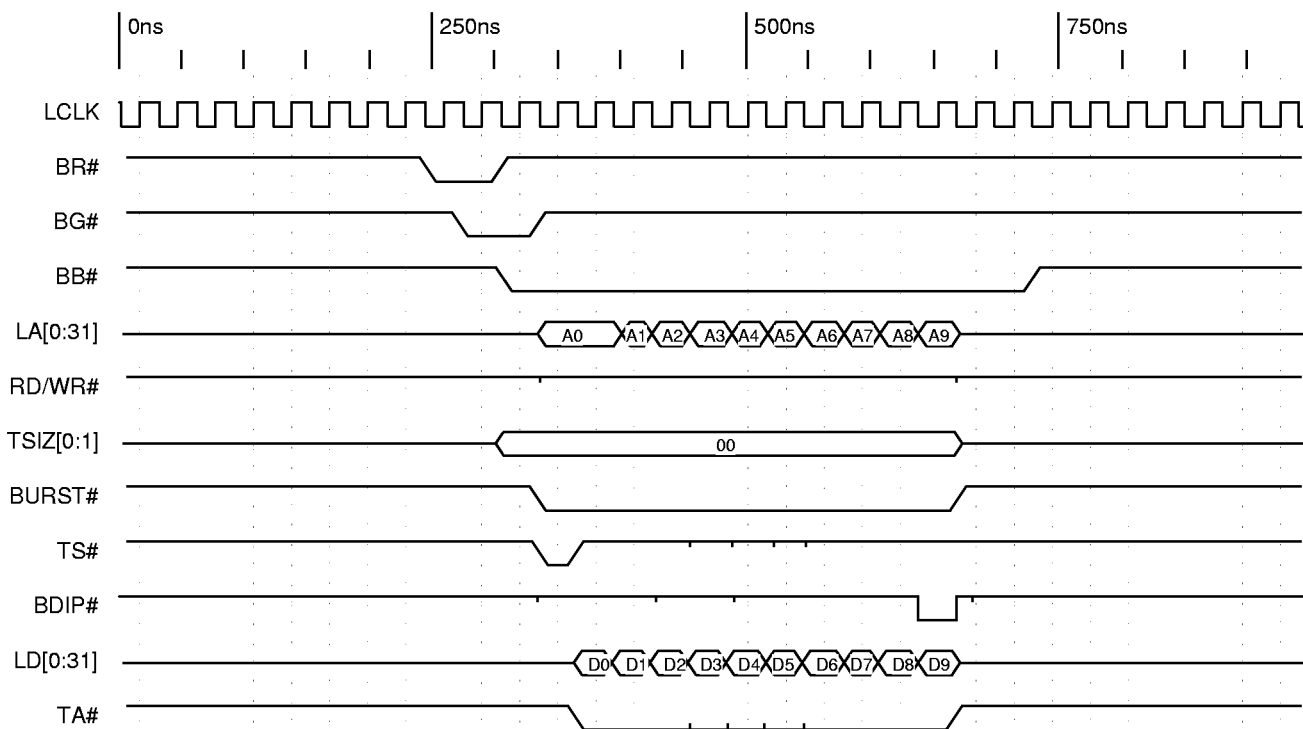 0ns 250ns 500ns 750ns
LCLK
BR#
BG#
BB#
LA[0:31] A0 A1 A2 A3 A4 A5 A6 A7 A8 A9
RD/WR#
TSIZ[0:1] 00
BURST#
TS#
BDIP#
LD[0:31] D0 D1 D2 D3 D4 D5 D6 D7 D8 D9
TA#